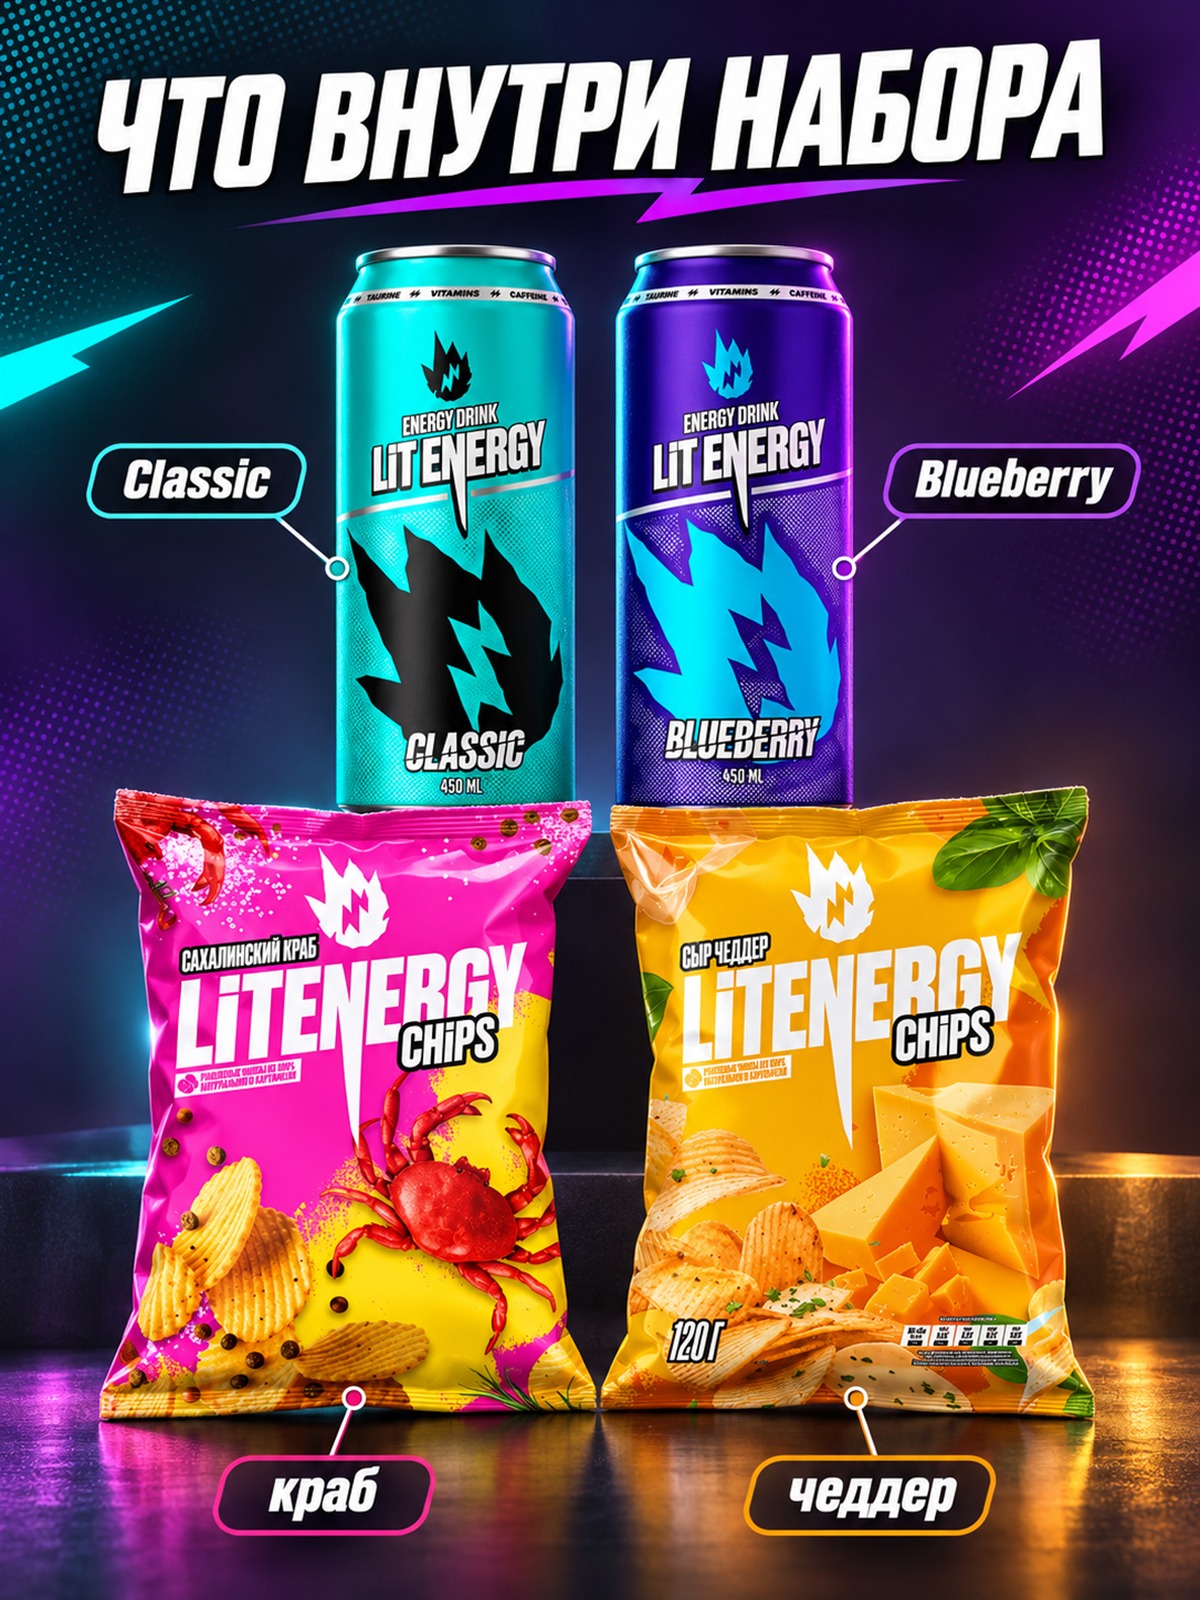 ЧТО ВНУТРИ НАБОРА
TAURINE VITAMINS CAFFEINE
TAURINE VITAMINS CAFFEINE
ENERGY DRINK
LiT ENERGY
ENERGY DRINK
LiT ENERGY
Classic
Blueberry
CLASSIC
450 ML
BLUEBERRY
450 ML
САХАЛИНСКИЙ КРАБ
LiTENERGY
CHiPS
СЫР ЧЕДДЕР
LiTENERGY
CHiPS
120 Г
краб
чеддер